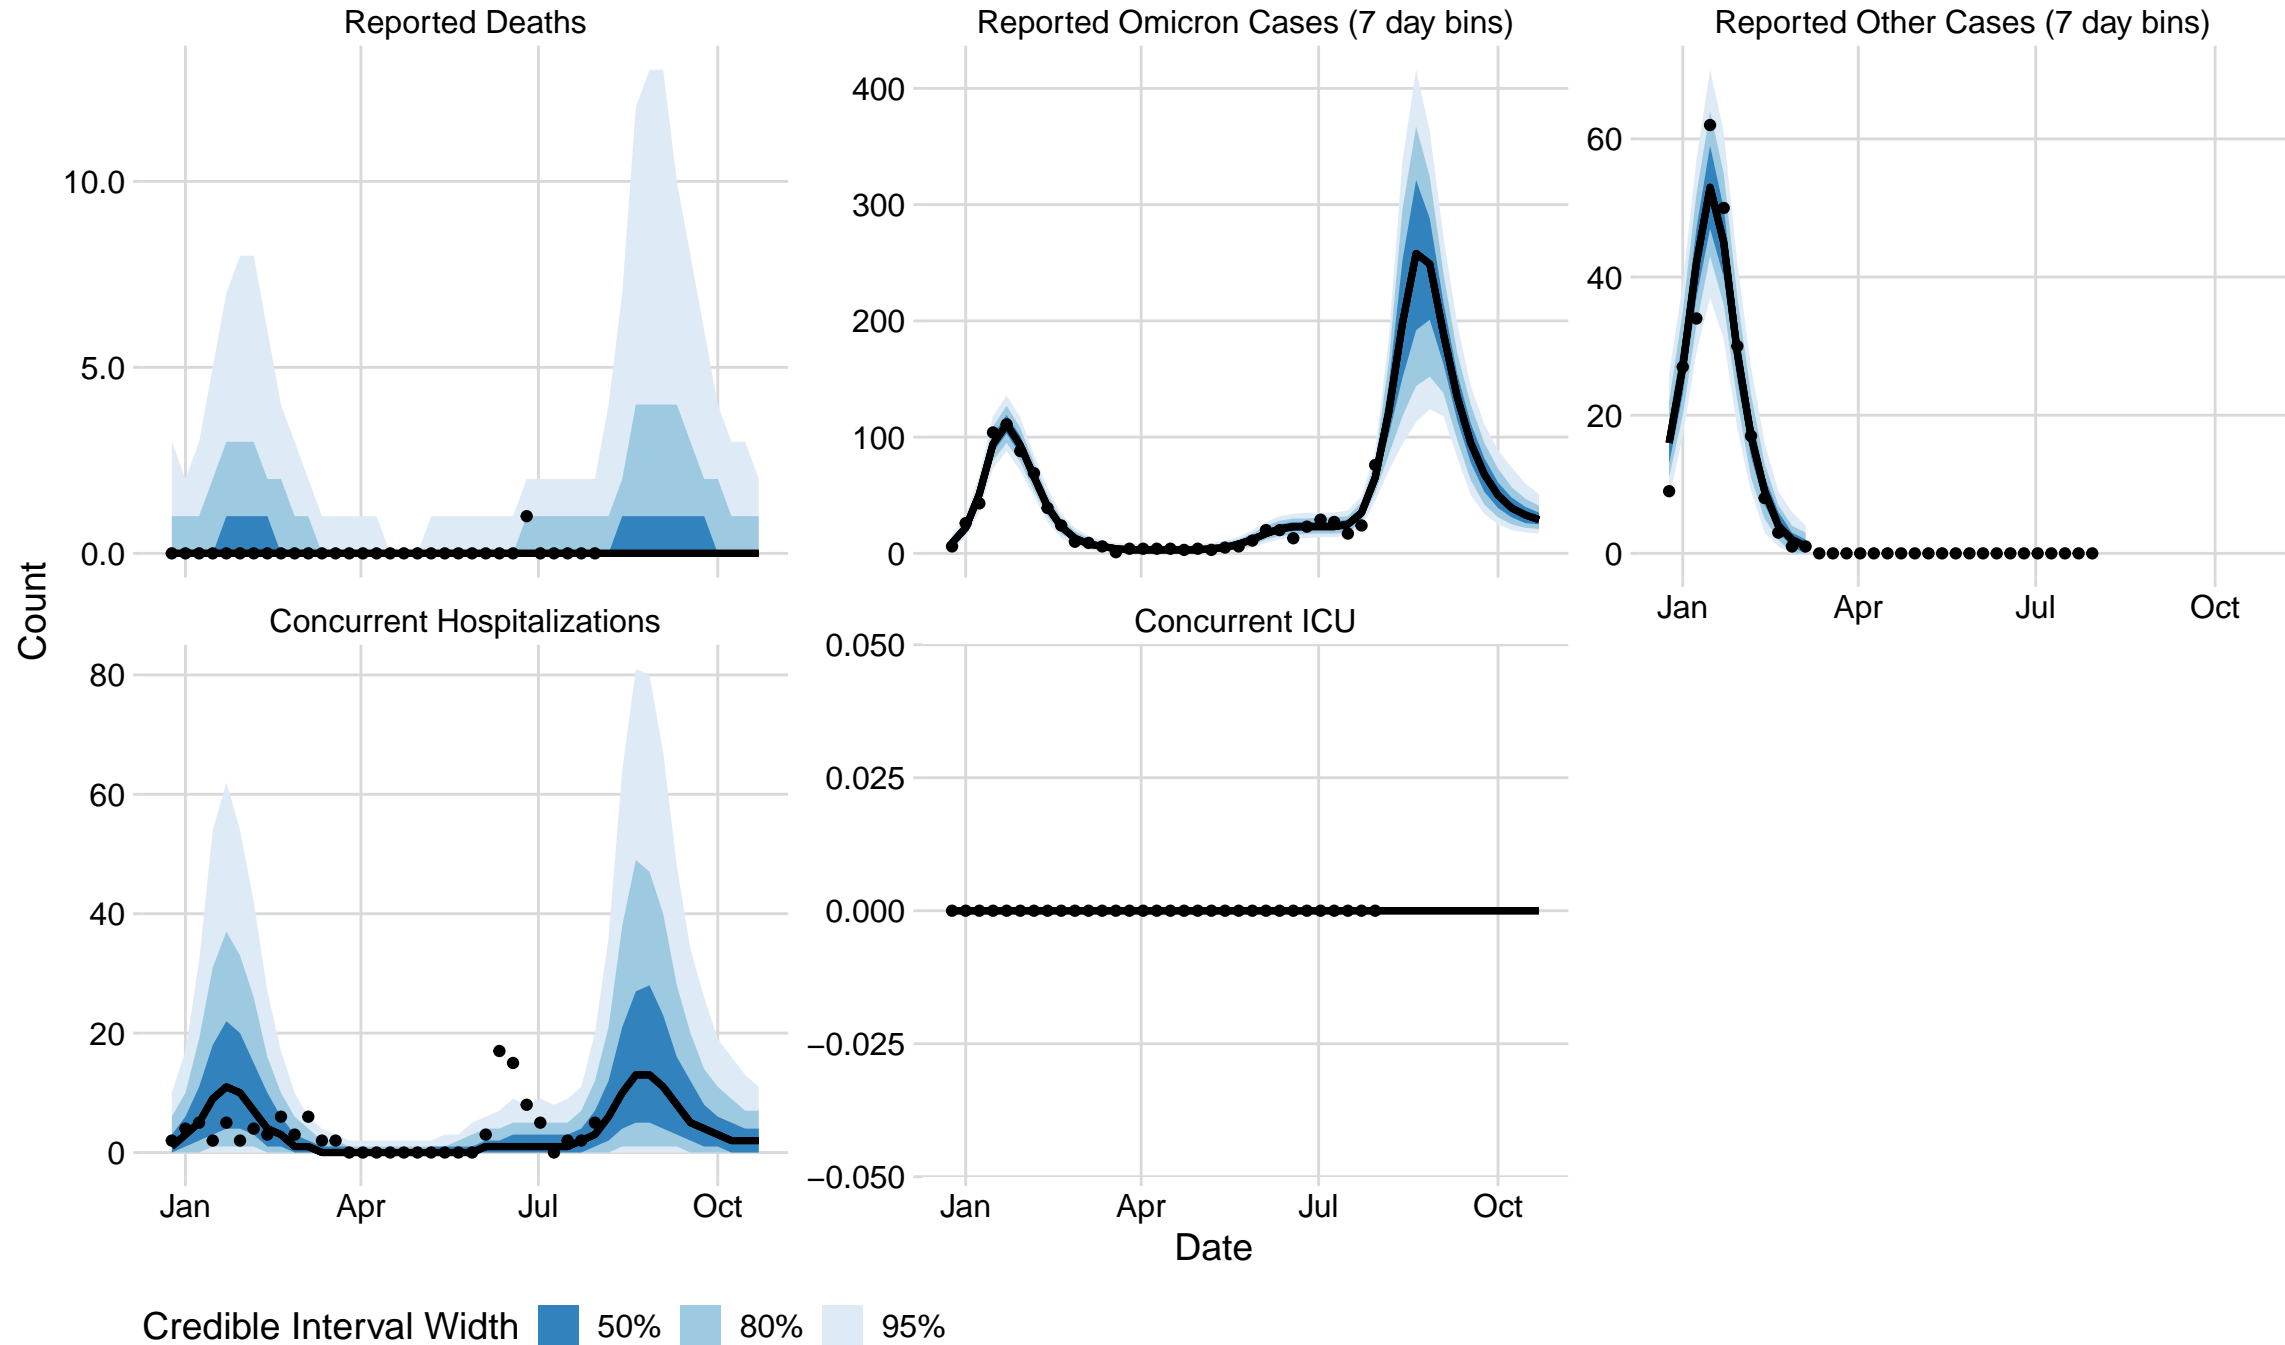 Reported Deaths
Reported Omicron Cases (7 day bins)
Reported Other Cases (7 day bins)
10.0
5.0
0.0
400
300
200
100
0
60
40
20
0
Jan Apr Jul Oct
Count
Concurrent Hospitalizations
Concurrent ICU
80
60
40
20
0
0.050
0.025
0.000
−0.025
−0.050
Jan Apr Jul Oct
Jan Apr Jul Oct
Date
Credible Interval Width 50% 80% 95%